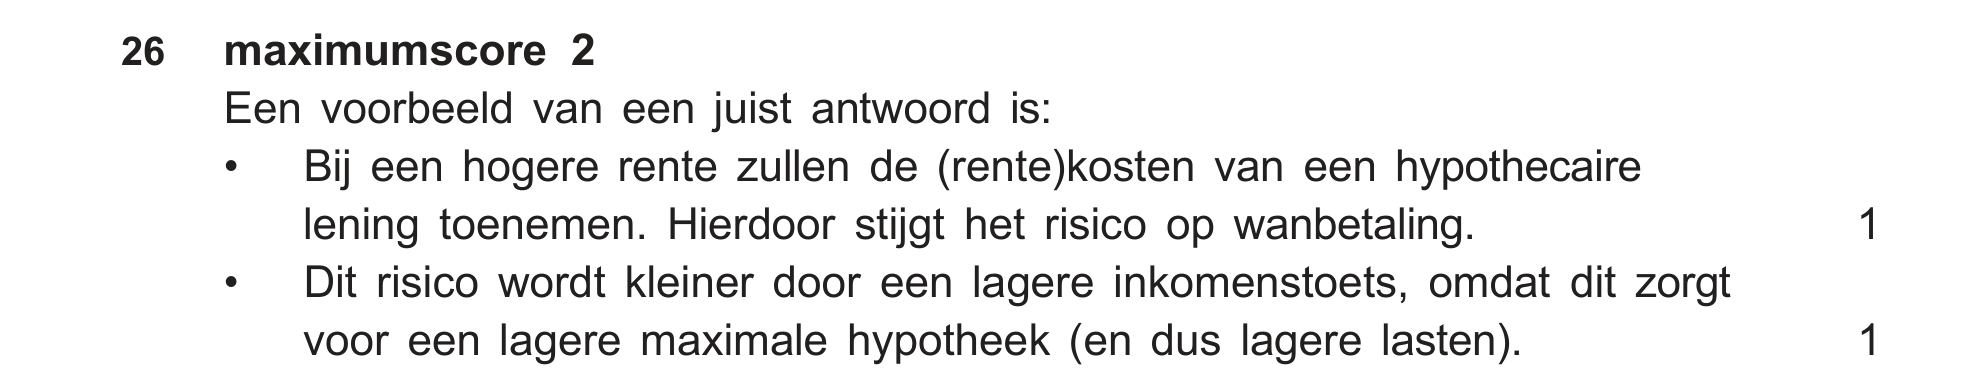 26 maximumscore 2
Een voorbeeld van een juist antwoord is:
• Bij een hogere rente zullen de (rente)kosten van een hypothecaire
lening toenemen. Hierdoor stijgt het risico op wanbetaling. 1
• Dit risico wordt kleiner door een lagere inkomenstoets, omdat dit zorgt
voor een lagere maximale hypotheek (en dus lagere lasten). 1